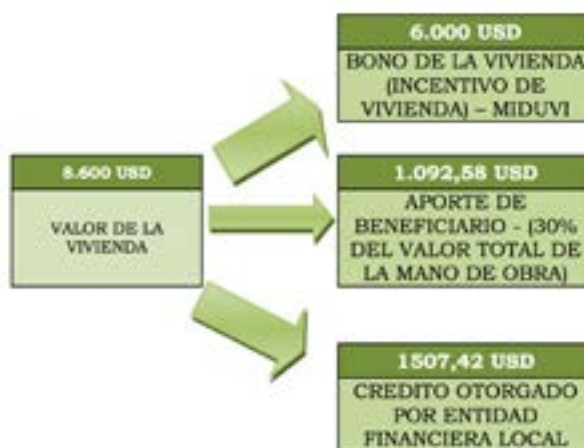 6.000 USD
BONO DE LA VIVIENDA
(INCENTIVO DE
VIVIENDA) – MIDUVI
8.600 USD
VALOR DE LA
VIVIENDA
1.092,58 USD
APORTE DE
BENEFICIARIO - (30%
DEL VALOR TOTAL DE
LA MANO DE OBRA)
1507,42 USD
CREDITO OTORGADO
POR ENTIDAD
FINANCIERA LOCAL